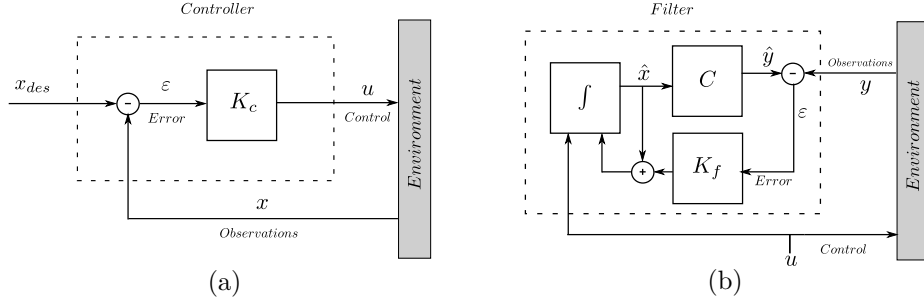 Controller
x_des
-
ε
Error
K_c
u
Control
Environment
x
Observations
(a)
Filter
∫
x̂
C
ŷ
-
Observations
y
ε
+
K_f
Error
Environment
u
Control
(b)